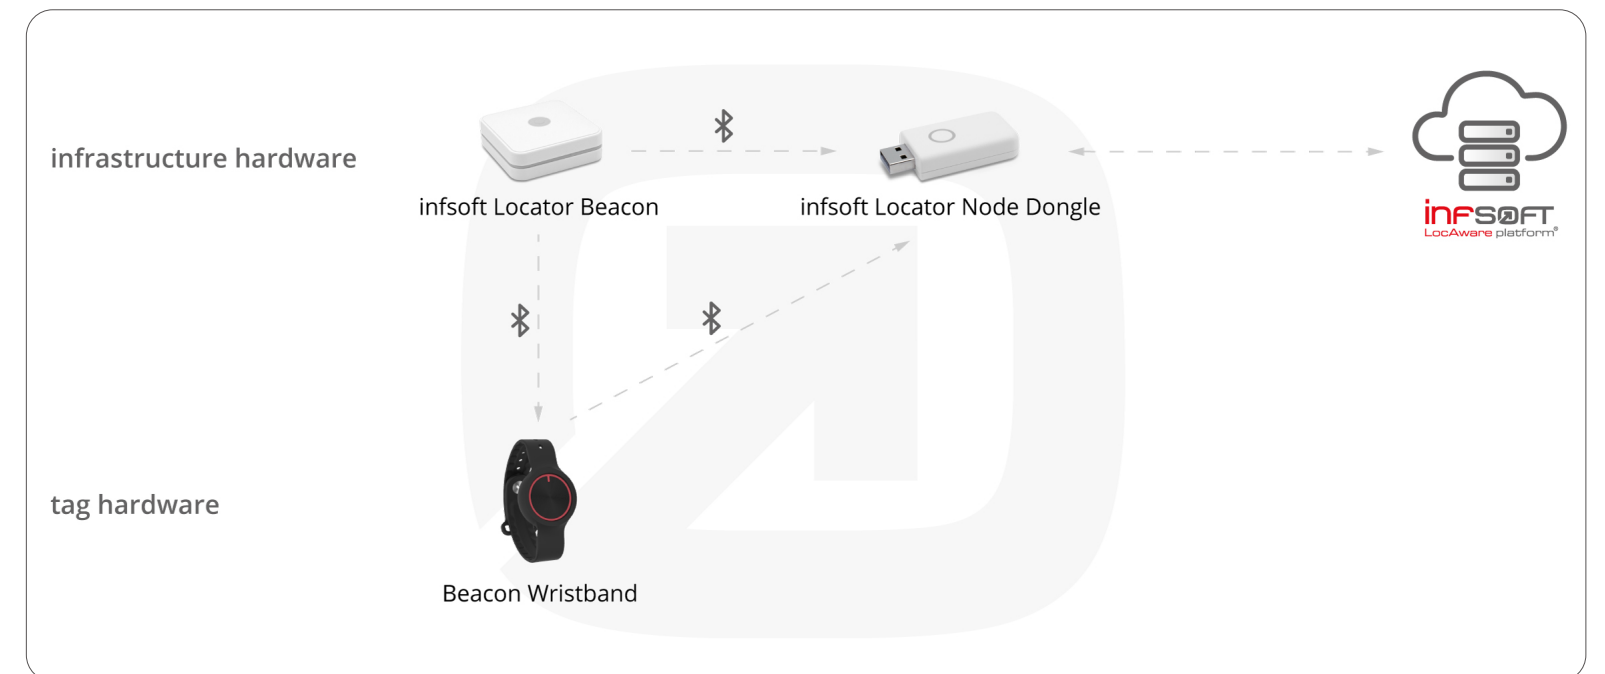 infrastructure hardware
infsoft Locator Beacon
infsoft Locator Node Dongle
infsoft
LocAware platform®
tag hardware
Beacon Wristband